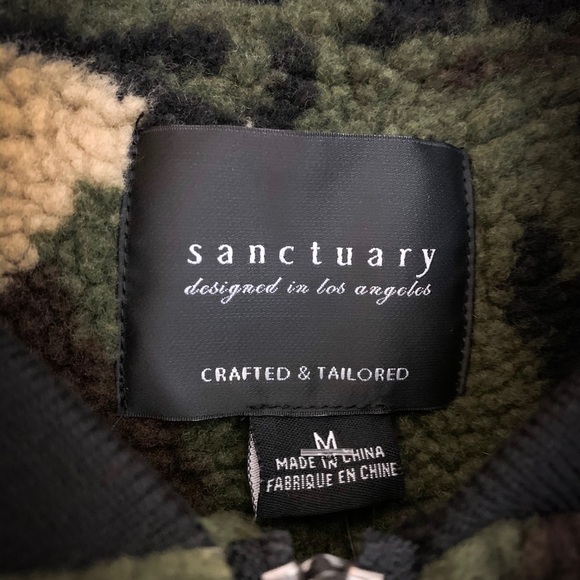 sanctuary
designed in los angeles
CRAFTED & TAILORED
M
MADE IN CHINA
FABRIQUE EN CHINE